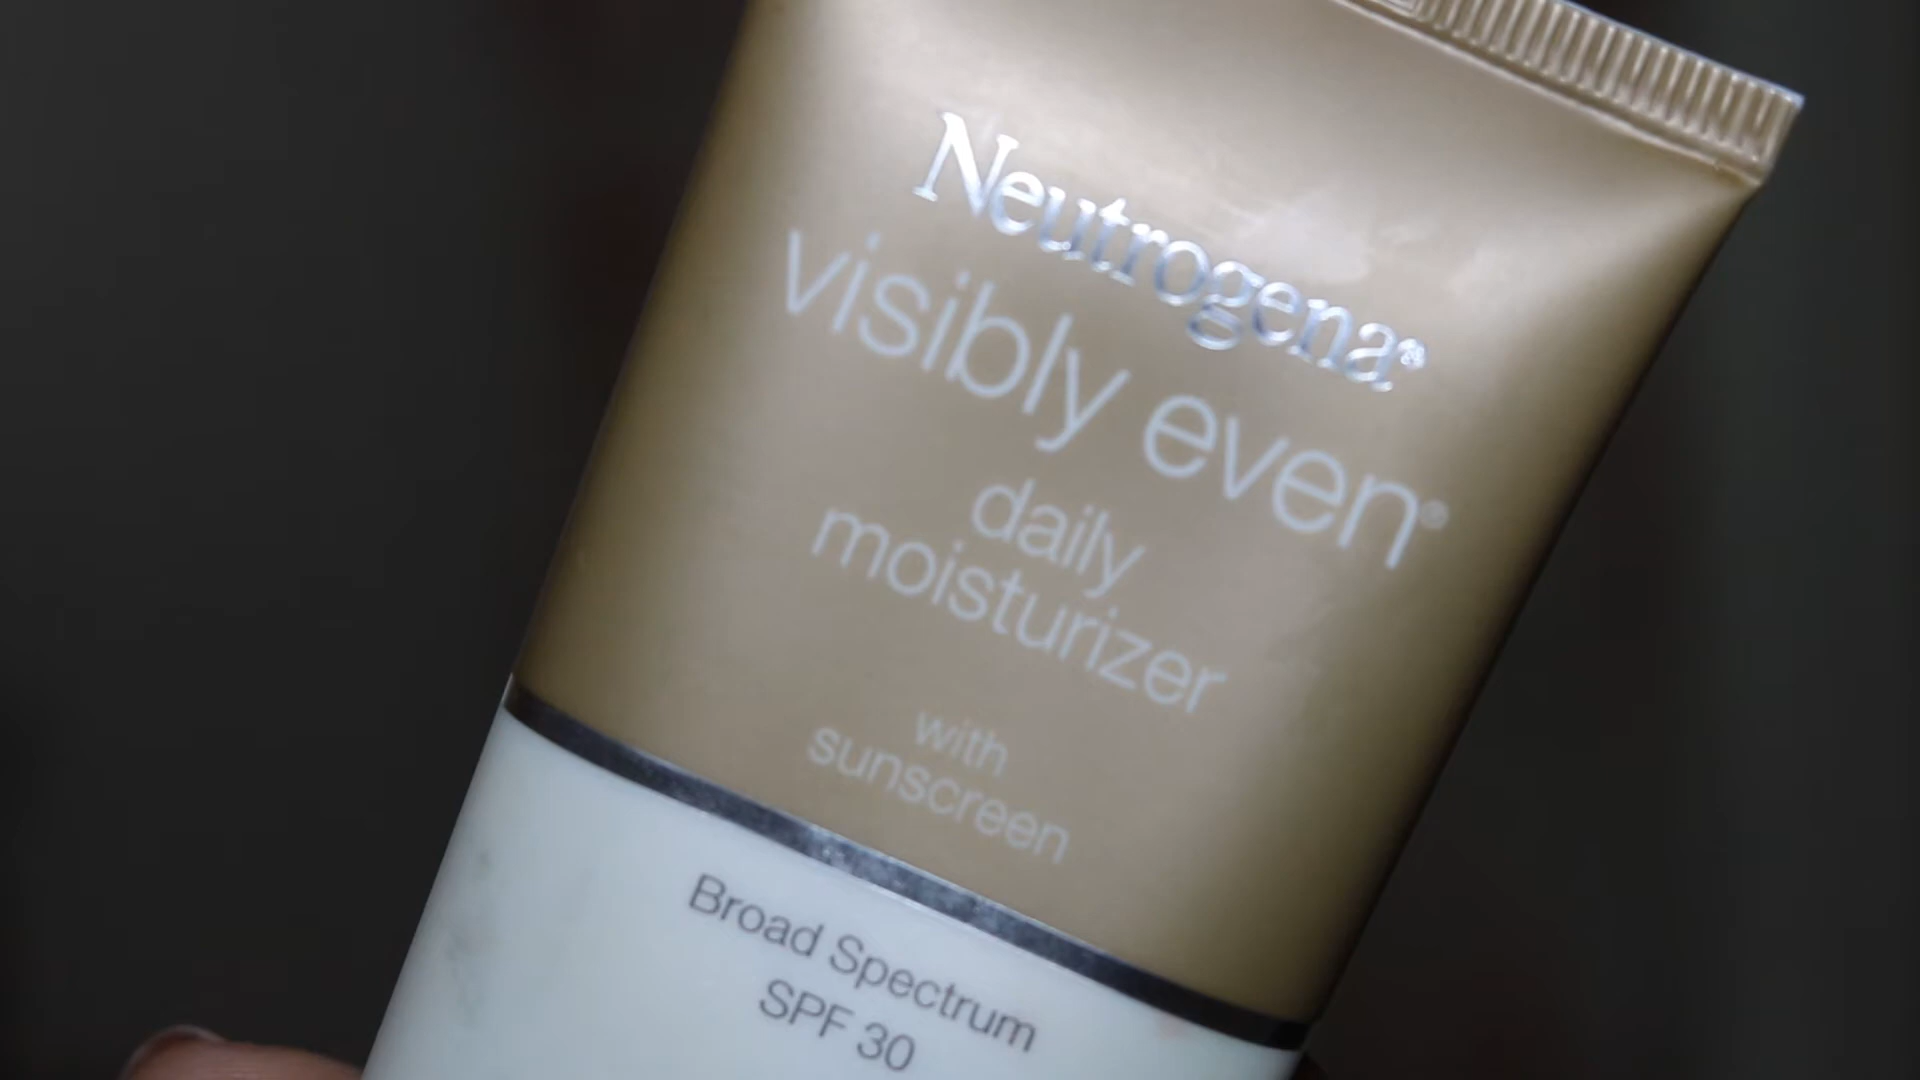 Neutrogena®
visibly even®
daily
moisturizer
with
sunscreen
Broad Spectrum
SPF 30